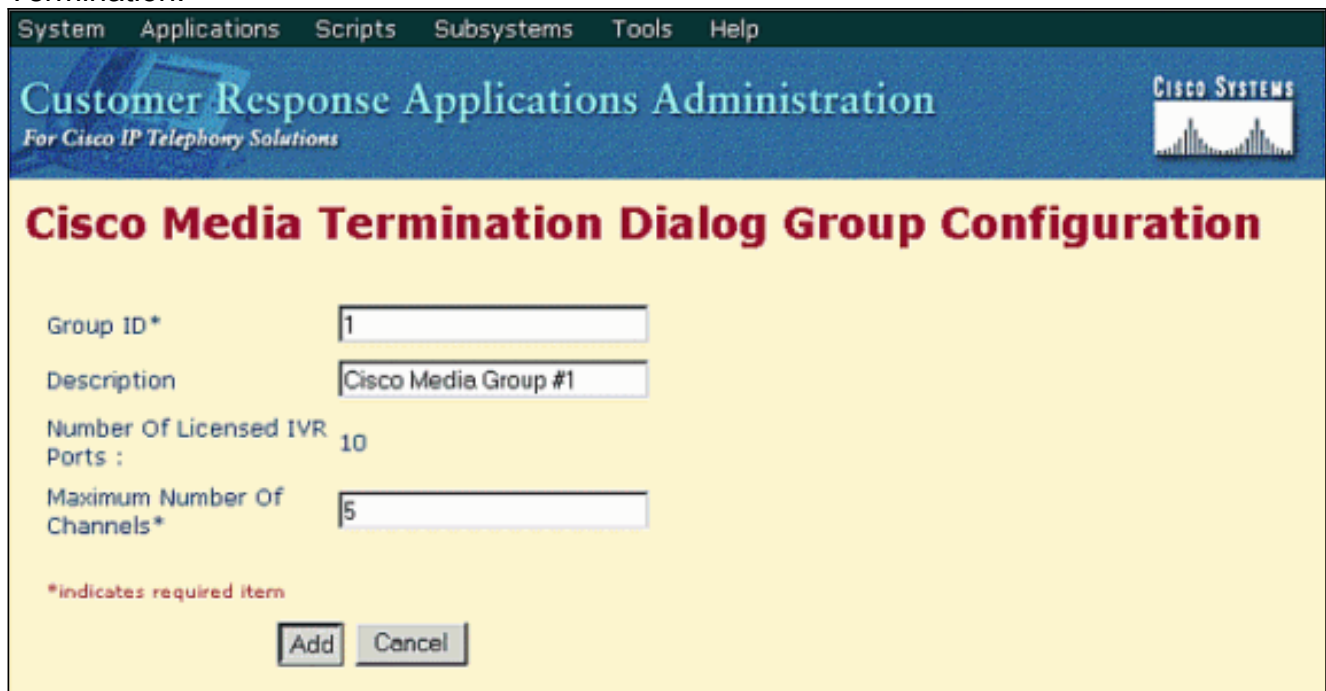 Termination.
System Applications Scripts Subsystems Tools Help
Customer Response Applications Administration
For Cisco IP Telephony Solutions
CISCO SYSTEMS
Cisco Media Termination Dialog Group Configuration
Group ID* 1
Description Cisco Media Group #1
Number Of Licensed IVR
Ports : 10
Maximum Number Of
Channels* 5
*indicates required item
Add Cancel